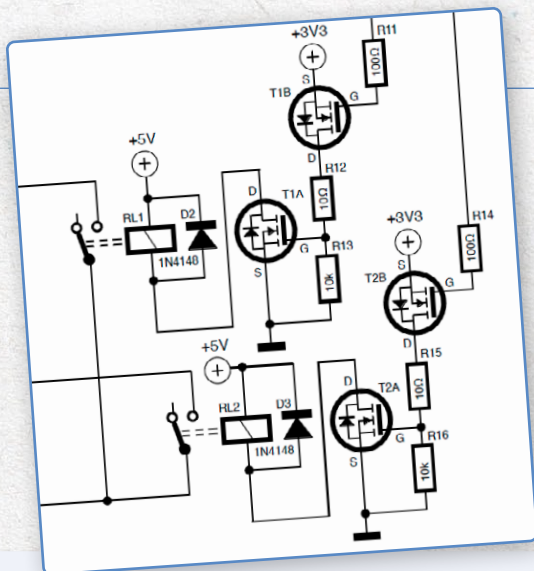 +3V3
R11
100Ω
S
T1B
G
D
R12
10Ω
+5V
RL1
D2
1N4148
D
T1A
G
S
R13
10k
+3V3
R14
100Ω
S
T2B
G
D
R15
10Ω
+5V
RL2
D3
1N4148
D
T2A
G
S
R16
10k